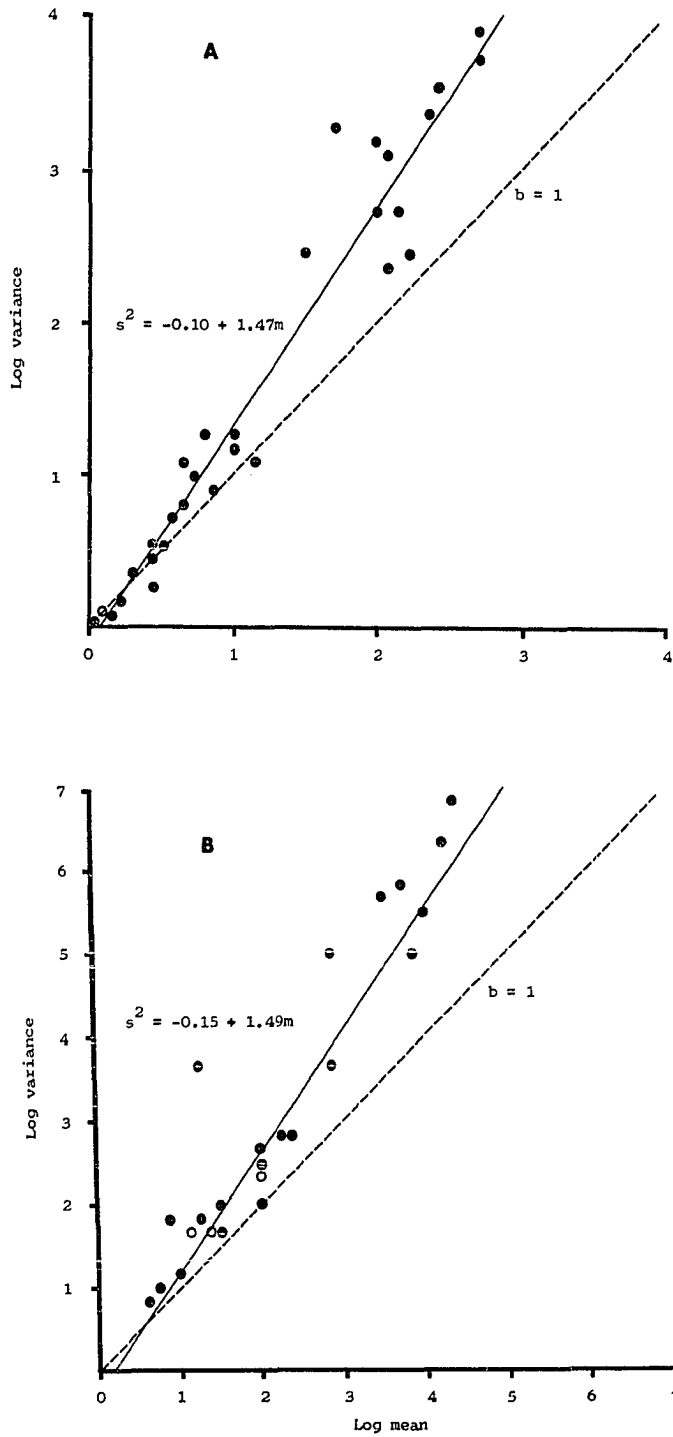 4
A
3
b = 1
Log variance
s² = -0.10 + 1.47m
2
1
0 1 2 3 4
7
B
6
5
b = 1
s² = -0.15 + 1.49m
4
Log variance
3
2
1
0 1 2 3 4 5 6
Log mean